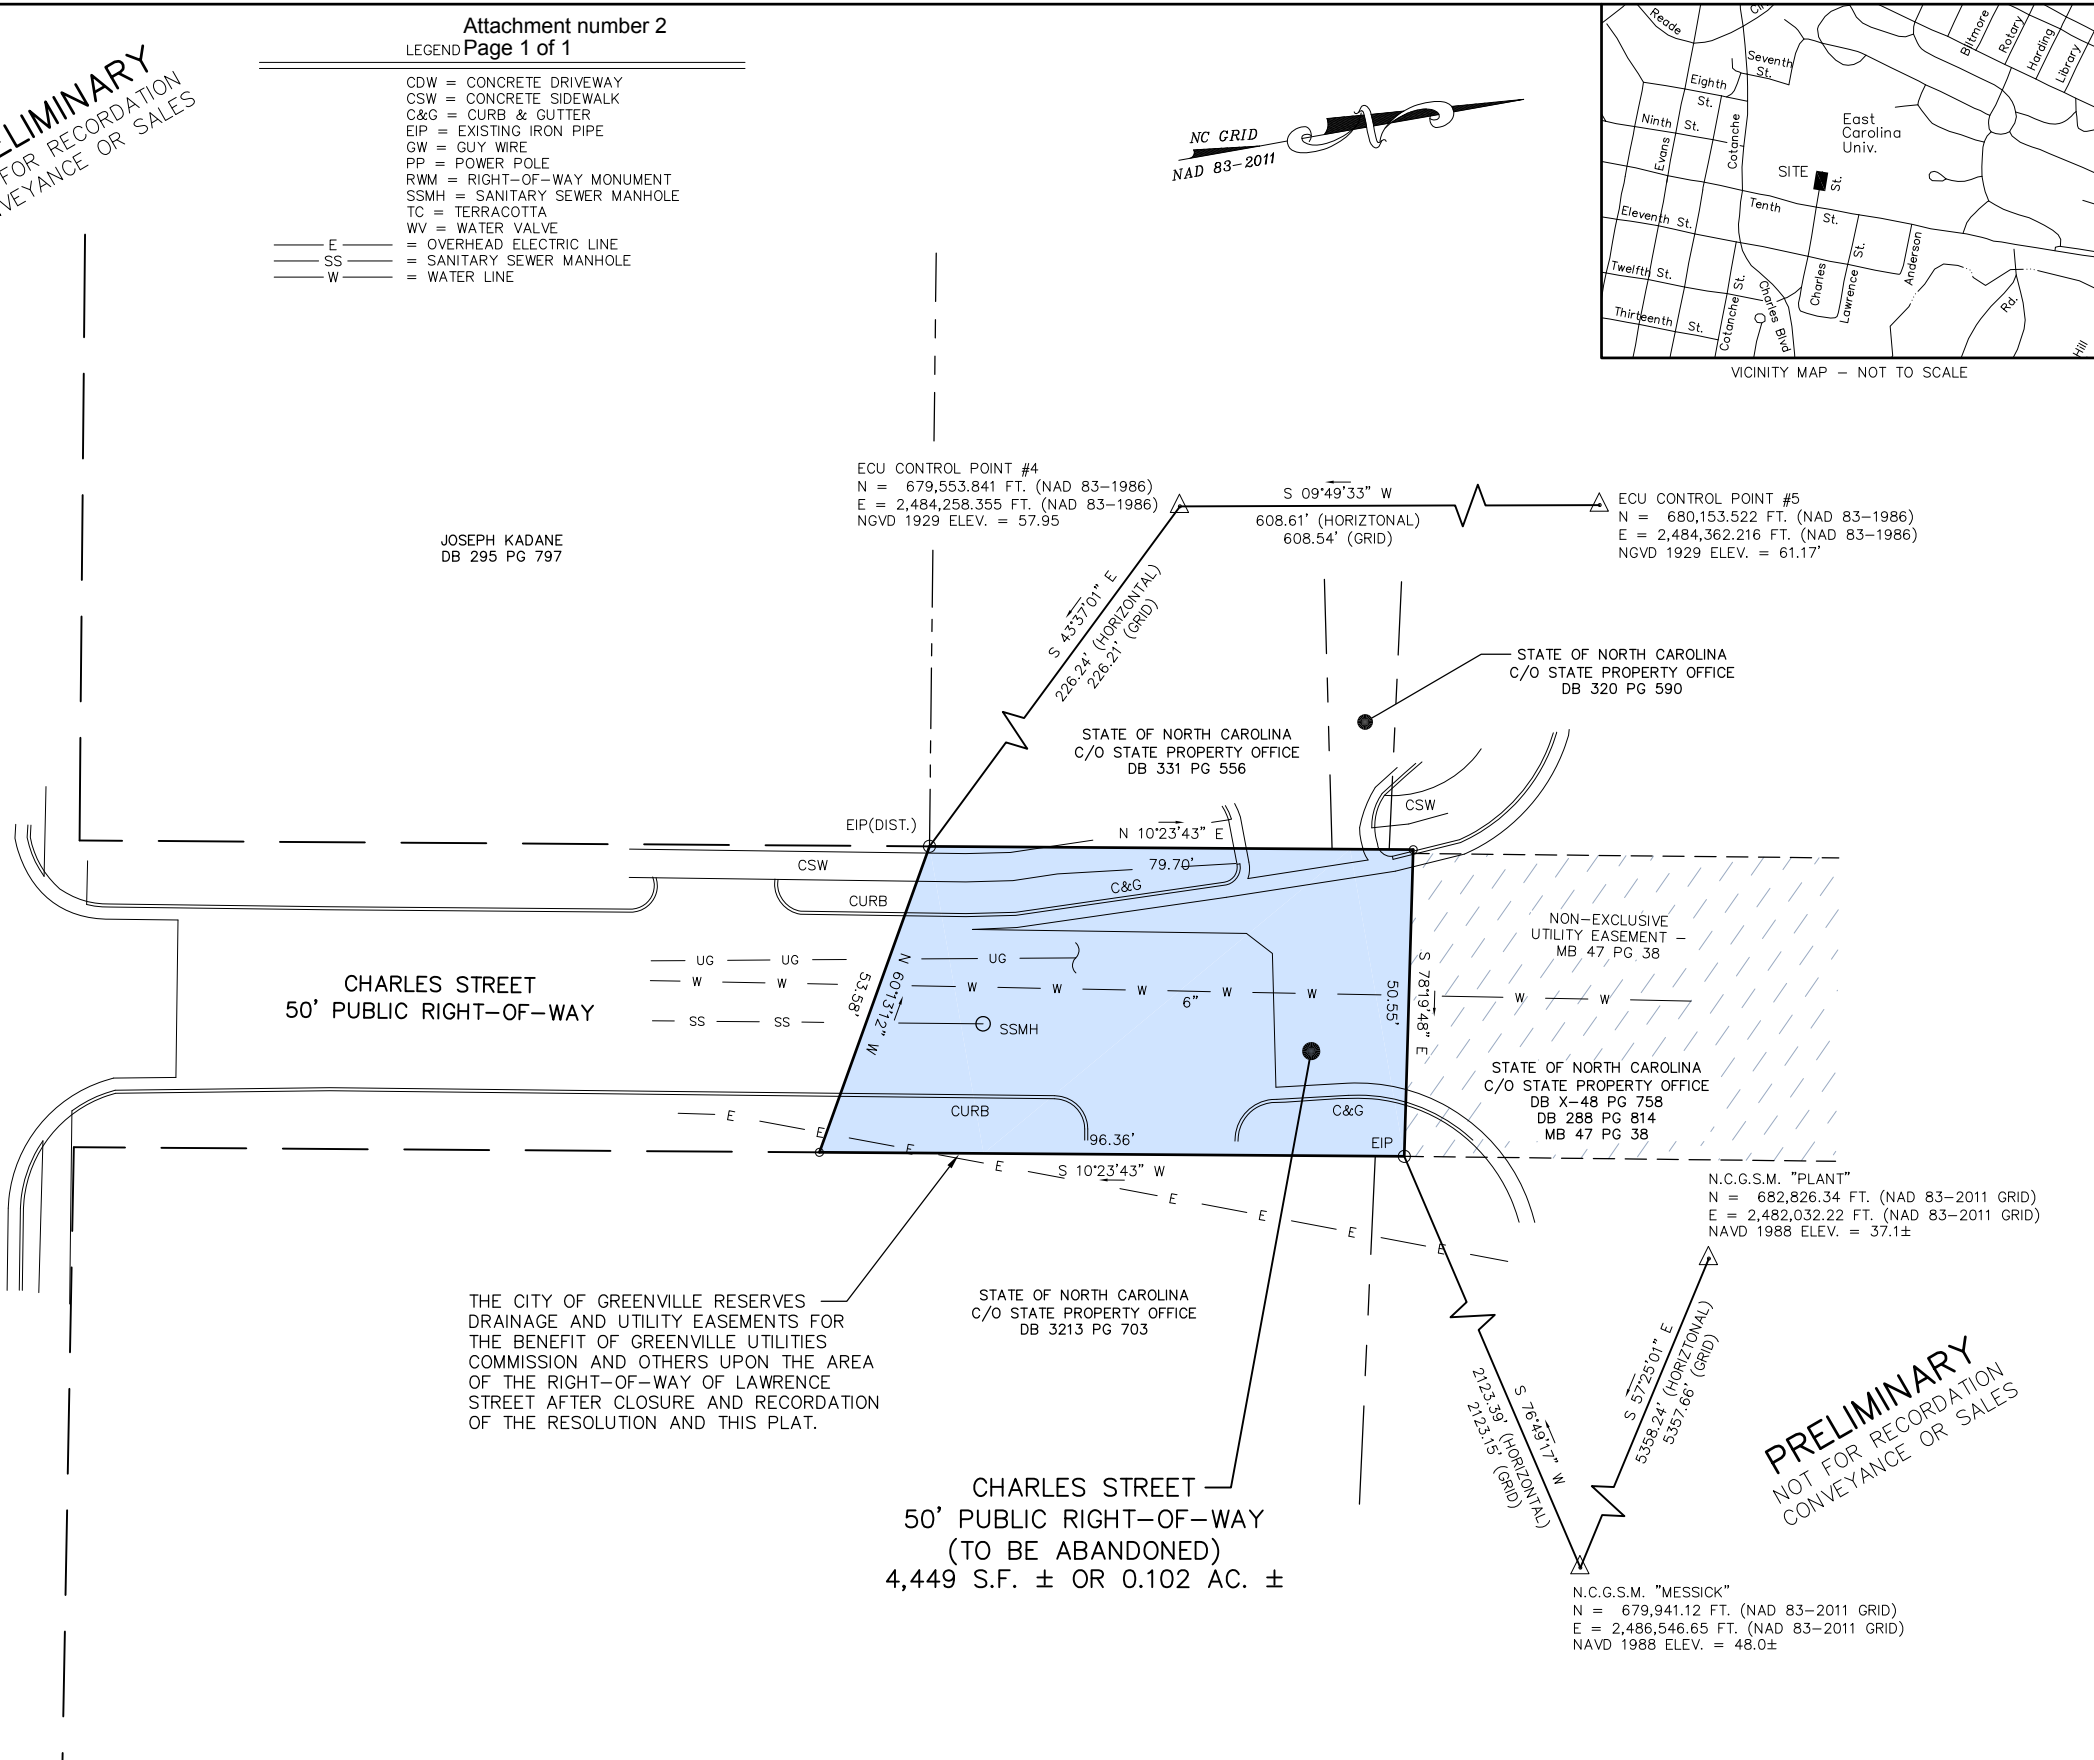 Attachment number 2
LEGEND Page 1 of 1
CDW = CONCRETE DRIVEWAY
CSW = CONCRETE SIDEWALK
C&G = CURB & GUTTER
EIP = EXISTING IRON PIPE
GW = GUY WIRE
PP = POWER POLE
RWM = RIGHT-OF-WAY MONUMENT
SSMH = SANITARY SEWER MANHOLE
TC = TERRACOTTA
WV = WATER VALVE
E = OVERHEAD ELECTRIC LINE
SS = SANITARY SEWER MANHOLE
W = WATER LINE
FOR RECORDATION
OR SALES
NC GRID
NAD 83-2011
Reade
Seventh
St.
Eighth
St.
Ninth St.
Evans
Cotanche
Biltmore
Rotary
Harding
Library
East
Carolina
Univ.
SITE
St.
Tenth
St.
Eleventh St.
Twelfth St.
Thirteenth St.
Cotanche St.
Charles Blvd
Charles
Lawrence St.
Anderson
Rd.
Hill
VICINITY MAP - NOT TO SCALE
ECU CONTROL POINT #4
N = 679,553.841 FT. (NAD 83-1986)
E = 2,484,258.355 FT. (NAD 83-1986)
NGVD 1929 ELEV. = 57.95
S 09°49'33" W
608.61' (HORIZTONAL)
608.54' (GRID)
ECU CONTROL POINT #5
N = 680,153.522 FT. (NAD 83-1986)
E = 2,484,362.216 FT. (NAD 83-1986)
NGVD 1929 ELEV. = 61.17'
JOSEPH KADANE
DB 295 PG 797
S 43°37'01" E
226.24' (HORIZONTAL)
226.21' (GRID)
STATE OF NORTH CAROLINA
C/O STATE PROPERTY OFFICE
DB 320 PG 590
STATE OF NORTH CAROLINA
C/O STATE PROPERTY OFFICE
DB 331 PG 556
CSW
EIP(DIST.)
N 10°23'43" E
79.70'
CSW
C&G
CURB
NON-EXCLUSIVE
UTILITY EASEMENT -
MB 47 PG 38
CHARLES STREET
50' PUBLIC RIGHT-OF-WAY
UG UG UG
W W W W W W W W W
6"
SS SS
SSMH
N 60°13'12" W
53.58'
S 78°19'48" E
50.55'
STATE OF NORTH CAROLINA
C/O STATE PROPERTY OFFICE
DB X-48 PG 758
DB 288 PG 814
MB 47 PG 38
CURB
C&G
EIP
96.36'
S 10°23'43" W
E E E E E E E E
N.C.G.S.M. "PLANT"
N = 682,826.34 FT. (NAD 83-2011 GRID)
E = 2,482,032.22 FT. (NAD 83-2011 GRID)
NAVD 1988 ELEV. = 37.1±
THE CITY OF GREENVILLE RESERVES
DRAINAGE AND UTILITY EASEMENTS FOR
THE BENEFIT OF GREENVILLE UTILITIES
COMMISSION AND OTHERS UPON THE AREA
OF THE RIGHT-OF-WAY OF LAWRENCE
STREET AFTER CLOSURE AND RECORDATION
OF THE RESOLUTION AND THIS PLAT.
STATE OF NORTH CAROLINA
C/O STATE PROPERTY OFFICE
DB 3213 PG 703
S 57°25'01" E
5358.24' (HORIZTONAL)
5357.66' (GRID)
S 76°49'17" W
2123.39' (HORIZONTAL)
2123.15' (GRID)
PRELIMINARY
NOT FOR RECORDATION
CONVEYANCE OR SALES
CHARLES STREET
50' PUBLIC RIGHT-OF-WAY
(TO BE ABANDONED)
4,449 S.F. ± OR 0.102 AC. ±
N.C.G.S.M. "MESSICK"
N = 679,941.12 FT. (NAD 83-2011 GRID)
E = 2,486,546.65 FT. (NAD 83-2011 GRID)
NAVD 1988 ELEV. = 48.0±